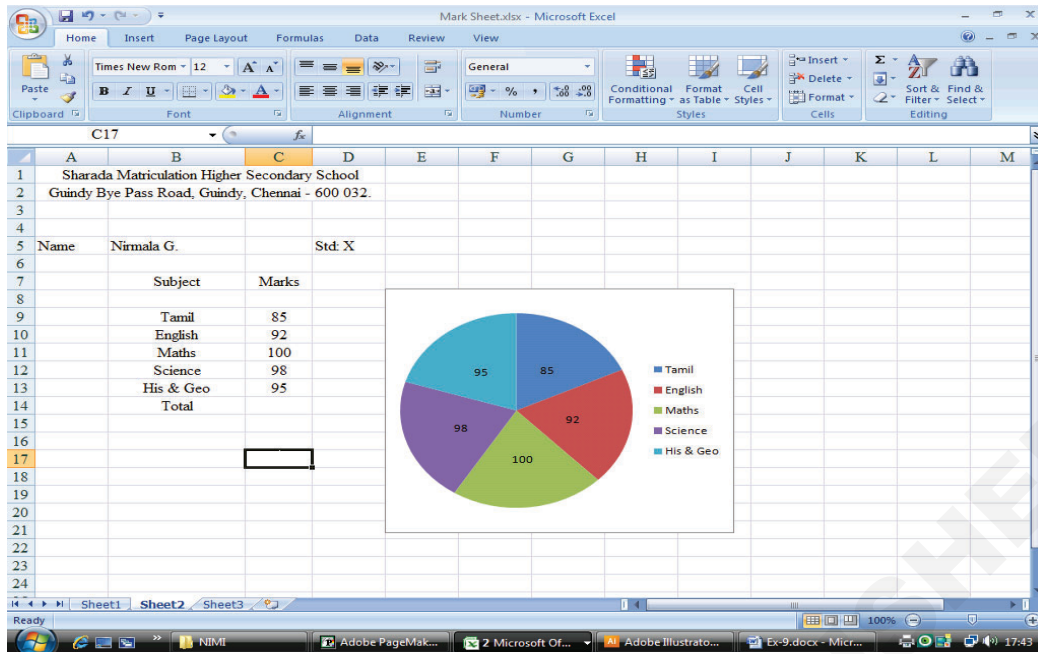 Mark Sheet.xlsx - Microsoft Excel
Home Insert Page Layout Formulas Data Review View
Paste
Clipboard
Times New Rom 12 A A
B I U A
Font
Alignment
General
% , .0 .00 .00 .0
Number
Conditional Formatting
Format as Table
Cell Styles
Styles
Insert
Delete
Format
Cells
Σ
Sort & Filter
Find & Select
Editing
C17 fx
A B C D E F G H I J K L M
1 Sharada Matriculation Higher Secondary School
2 Guindy Bye Pass Road, Guindy, Chennai - 600 032.
3
4
5 Name Nirmala G. Std: X
6
7 Subject Marks
8
9 Tamil 85
10 English 92
11 Maths 100
12 Science 98
13 His & Geo 95
14 Total
15
16
17
18
19
20
21
22
23
24
95 85
92
98
100
Tamil
English
Maths
Science
His & Geo
Sheet1 Sheet2 Sheet3
Ready 100%
NIMI Adobe PageMak... 2 Microsoft Of... Adobe Illustrato... Ex-9.docx - Micr... 17:43